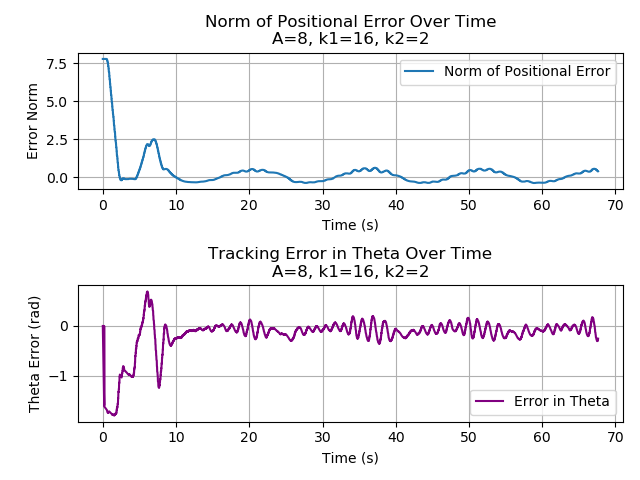 Norm of Positional Error Over Time
A=8, k1=16, k2=2
Error Norm
7.5
5.0
2.5
0.0
Norm of Positional Error
0 10 20 30 40 50 60 70
Time (s)
Tracking Error in Theta Over Time
A=8, k1=16, k2=2
Theta Error (rad)
0
−1
Error in Theta
0 10 20 30 40 50 60 70
Time (s)